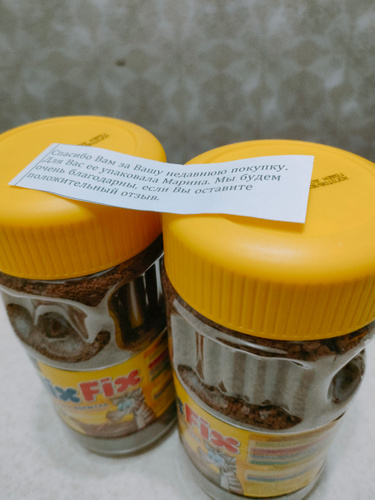 Спасибо Вам за Вашу недавнюю покупку.
Для Вас ее упаковала Марина. Мы будем
очень благодарны, если Вы оставите
положительный отзыв.
ixFix
Fix